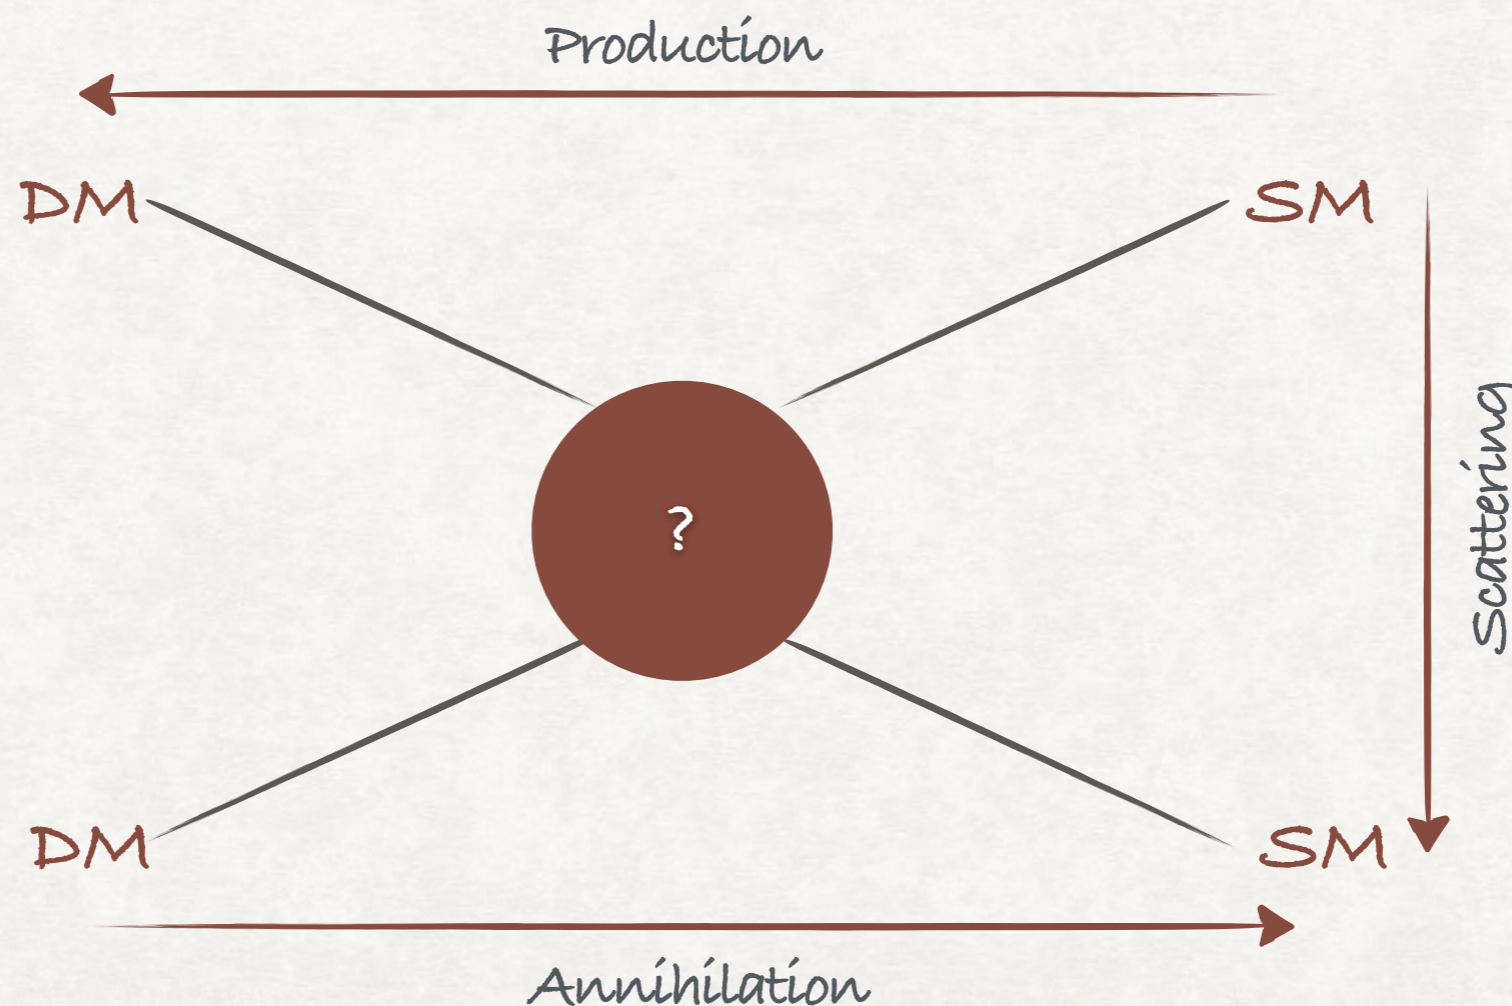 Production
DM
SM
Scattering
?
DM
SM
Annihilation